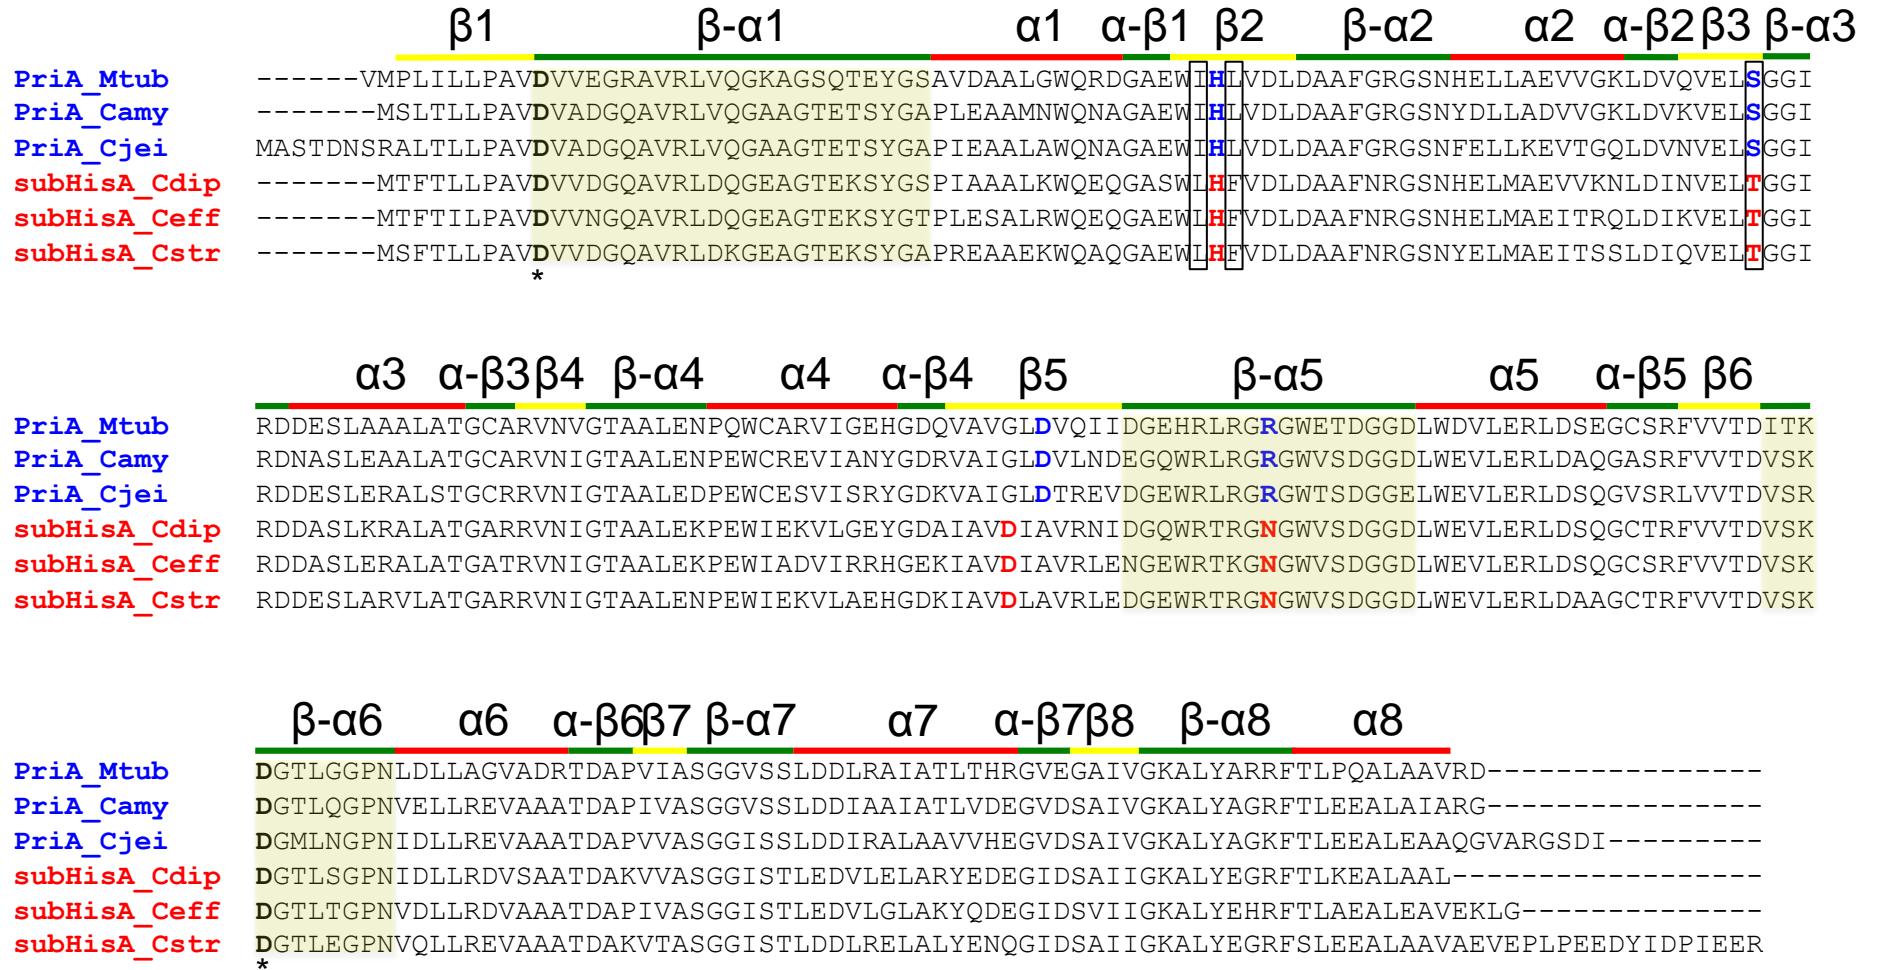 β1 β-α1 α1 α-β1 β2 β-α2 α2 α-β2 β3 β-α3
PriA_Mtub ------VMPLILLPAVDVVEGRAVRLVQGKAGSQTEYGSAVDAALGWQRDGAEWIHLVDLDAAFGRGSNHELLAEVVGKLDVQVELSGGI
PriA_Camy -------MSLTLLPAVDVADGQAVRLVQGAAGTETSYGAPLEAAMNWQNAGAEWIHLVDLDAAFGRGSNYDLLADVVGKLDVKVELSGGI
PriA_Cjei MASTDNSRALTLLPAVDVADGQAVRLVQGAAGTETSYGAPIEAALAWQNAGAEWIHLVDLDAAFGRGSNFELLKEVTGQLDVNVELSGGI
subHisA_Cdip -------MTFTLLPAVDVVDGQAVRLDQGEAGTEKSYGSPIAAALKWQEQGASWLHFVDLDAAFNRGSNHELMAEVVKNLDINVELTGGI
subHisA_Ceff -------MTFTILPAVDVVNGQAVRLDQGEAGTEKSYGTPLESALRWQEQGAEWLHFVDLDAAFNRGSNHELMAEITRQLDIKVELTGGI
subHisA_Cstr -------MSFTLLPAVDVVDGQAVRLDKGEAGTEKSYGAPREAAEKWQAQGAEWLHFVDLDAAFNRGSNYELMAEITSSLDIQVELTGGI
*
α3 α-β3 β4 β-α4 α4 α-β4 β5 β-α5 α5 α-β5 β6
PriA_Mtub RDDESLAAALATGCARVNVGTAALENPQWCARVIGEHGDQVAVGLDVQIIDGEHRLRGRGWETDGGDLWDVLERLDSEGCSRFVVTDITK
PriA_Camy RDNASLEAALATGCARVNIGTAALENPEWCREVIANYGDRVAIGLDVLNDEGQWRLRGRGWVSDGGDLWEVLERLDAQGASRFVVTDVSK
PriA_Cjei RDDESLERALSTGCRRVNIGTAALEDPEWCESVISRYGDKVAIGLDTREVDGEWRLRGRGWTSDGGELWEVLERLDSQGVSRLVVTDVSR
subHisA_Cdip RDDASLKRALATGARRVNIGTAALEKPEWIEKVLGEYGDAIAVDIAVRNIDGQWRTRGNGWVSDGGDLWEVLERLDSQGCTRFVVTDVSK
subHisA_Ceff RDDASLERALATGATRVNIGTAALEKPEWIADVIRRHGEKIAVDIAVRLENGEWRTKGNGWVSDGGDLWEVLERLDSQGCSRFVVTDVSK
subHisA_Cstr RDDESLARVLATGARRVNIGTAALENPEWIEKVLAEHGDKIAVDLAVRLEDGEWRTRGNGWVSDGGDLWEVLERLDAAGCTRFVVTDVSK
β-α6 α6 α-β6 β7 β-α7 α7 α-β7 β8 β-α8 α8
PriA_Mtub DGTLGGPNLDLLAGVADRTDAPVIASGGVSSLDDLRAIATLTHRGVEGAIVGKALYARRFTLPQALAAVRD----------------
PriA_Camy DGTLQGPNVELLREVAAATDAPIVASGGVSSLDDIAAIATLVDEGVDSAIVGKALYAGRFTLEEALAIARG----------------
PriA_Cjei DGMLNGPNIDLLREVAAATDAPVVASGGISSLDDIRALAAVVHEGVDSAIVGKALYAGKFTLEEALEAAQGVARGSDI---------
subHisA_Cdip DGTLSGPNIDLLRDVSAATDAKVVASGGISTLEDVLELARYEDEGIDSAIIGKALYEGRFTLKEALAAL------------------
subHisA_Ceff DGTLTGPNVDLLRDVAAATDAPIVASGGISTLEDVLGLAKYQDEGIDSVIIGKALYEHRFTLAEALEAVEKLG--------------
subHisA_Cstr DGTLEGPNVQLLREVAAATDAKVTASGGISTLDDLRELALYENQGIDSAIIGKALYEGRFSLEEALAAVAEVEPLPEEDYIDPIEER
*